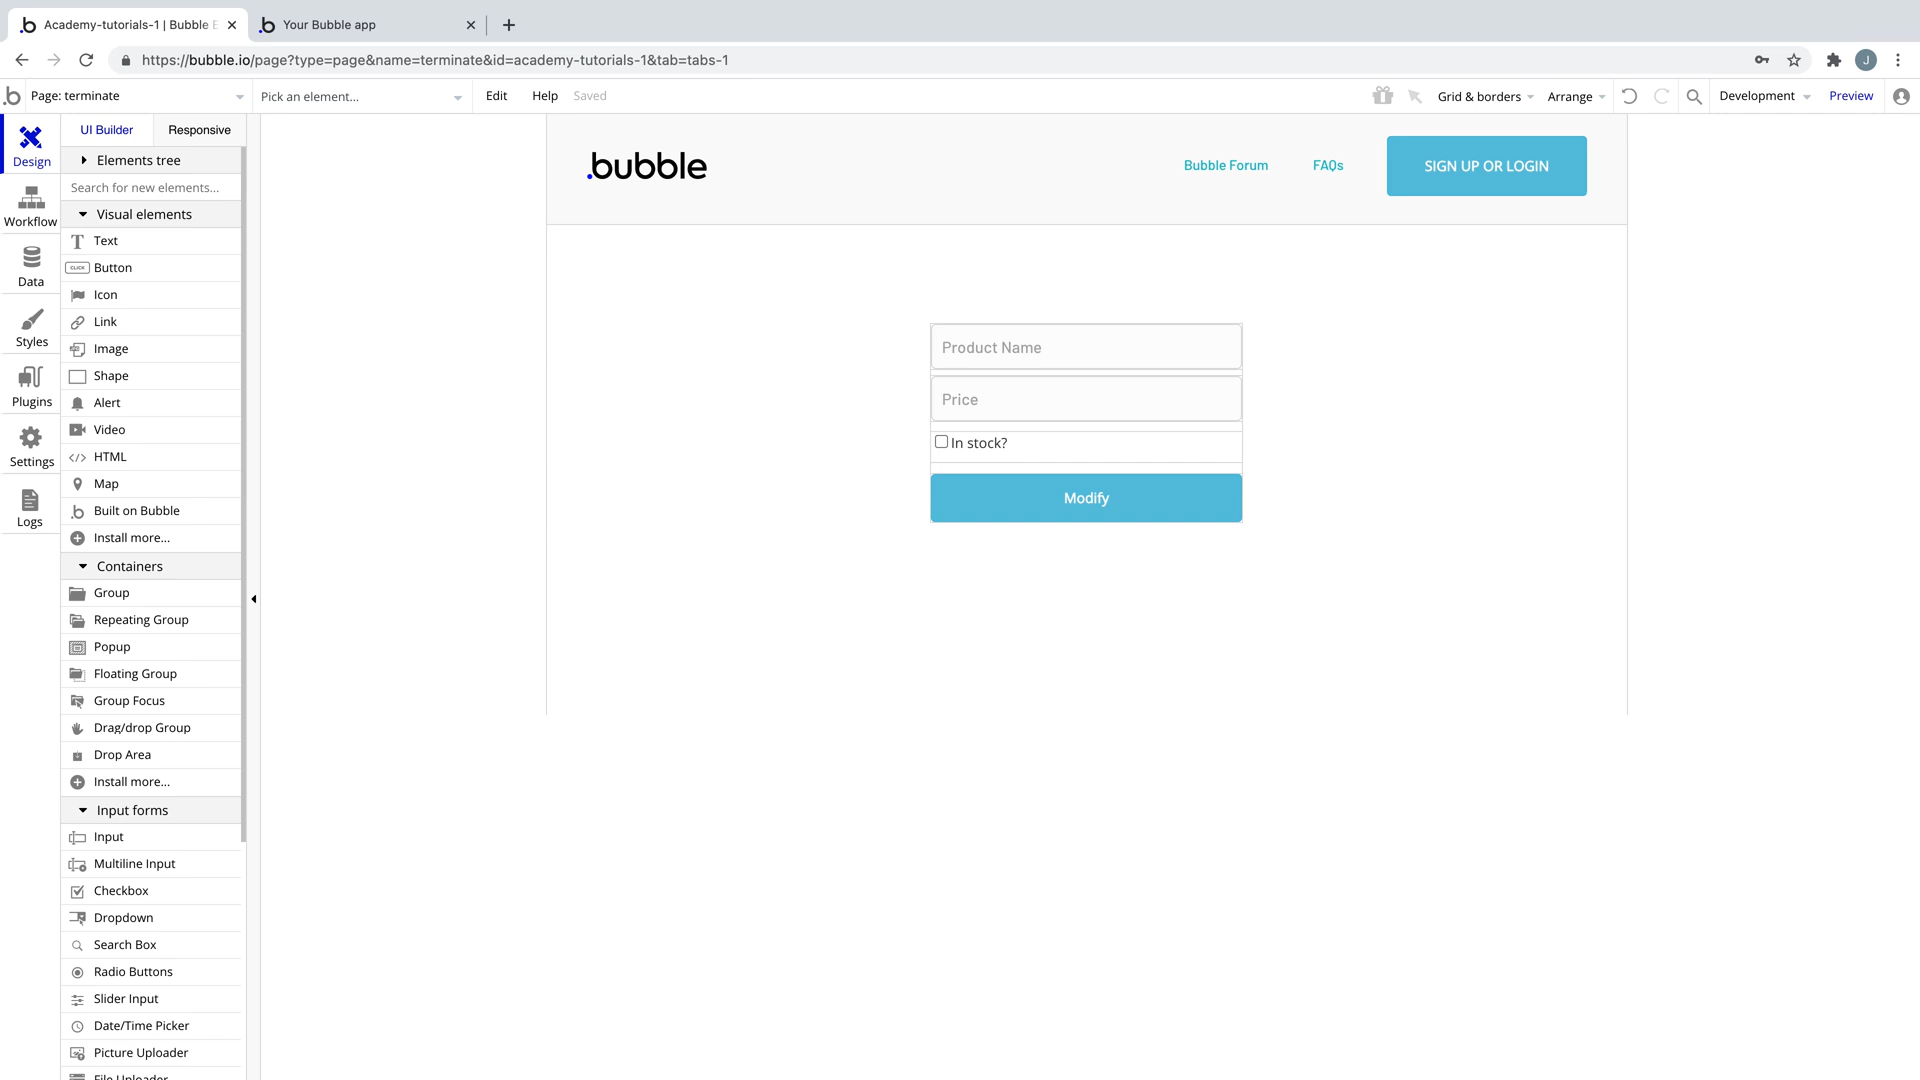 Academy-tutorials-1 | Bubble E
Your Bubble app
https://bubble.io/page?type=page&name=terminate&id=academy-tutorials-1&tab=tabs-1
J
Page: terminate
Pick an element...
Edit
Help
Saved
Grid & borders
Arrange
Development
Preview
Design
Workflow
Data
Styles
Plugins
Settings
Logs
UI Builder
Responsive
Elements tree
Search for new elements...
Visual elements
Text
CLICK
Button
Icon
Link
Image
Shape
Alert
Video
HTML
Map
Built on Bubble
Install more...
Containers
Group
Repeating Group
Popup
Floating Group
Group Focus
Drag/drop Group
Drop Area
Install more...
Input forms
Input
Multiline Input
Checkbox
Dropdown
Search Box
Radio Buttons
Slider Input
Date/Time Picker
Picture Uploader
File Uploader
.bubble
Bubble Forum
FAQs
SIGN UP OR LOGIN
Product Name
Price
In stock?
Modify